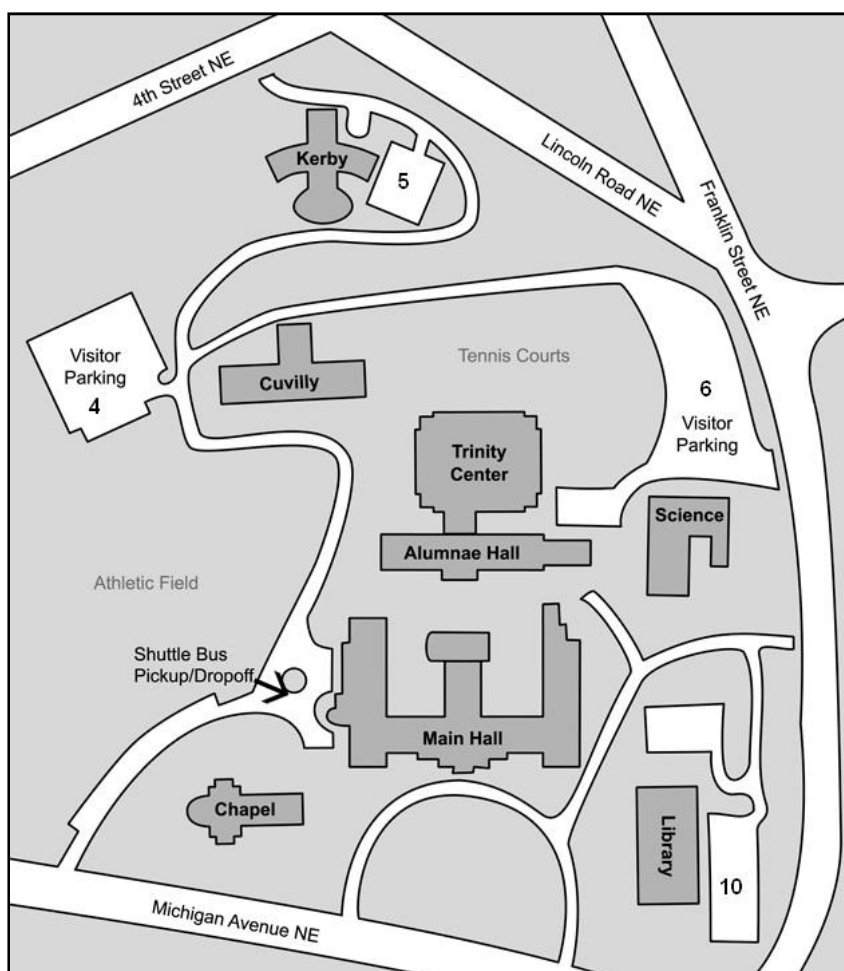 4th Street NE
Lincoln Road NE
Franklin Street NE
Kerby
5
Visitor
Parking
4
Cuvilly
Tennis Courts
6
Visitor
Parking
Trinity
Center
Science
Alumnae Hall
Athletic Field
Shuttle Bus
Pickup/Dropoff
Main Hall
Chapel
Library
10
Michigan Avenue NE